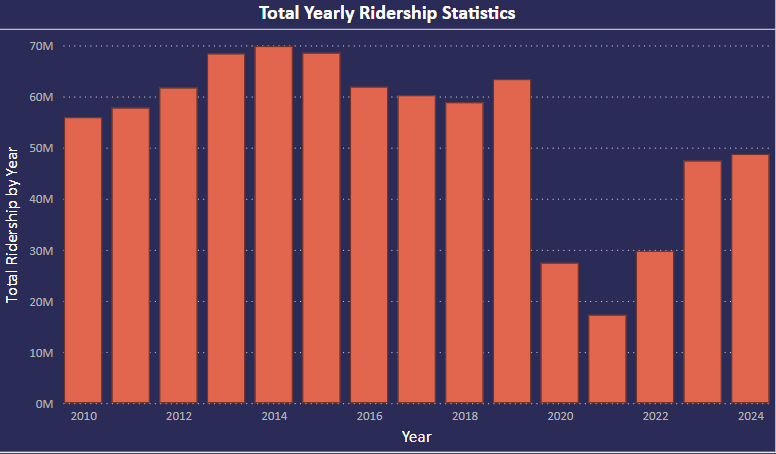 Total Yearly Ridership Statistics
Total Ridership by Year
70M
60M
50M
40M
30M
20M
10M
0M
2010 2012 2014 2016 2018 2020 2022 2024
Year